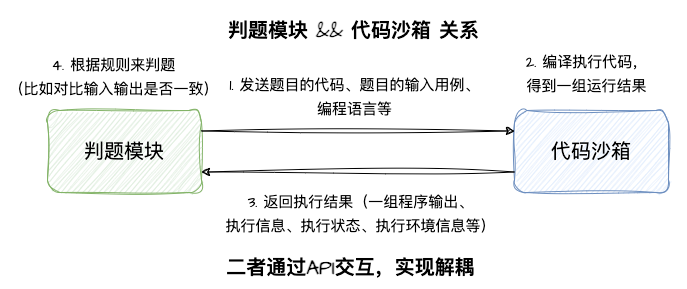 判题模块 && 代码沙箱 关系
4. 根据规则来判题
（比如对比输入输出是否一致）
1. 发送题目的代码、题目的输入用例、
编程语言等
2. 编译执行代码，
得到一组运行结果
判题模块
代码沙箱
3. 返回执行结果（一组程序输出、
执行信息、执行状态、执行环境信息等）
二者通过API交互，实现解耦